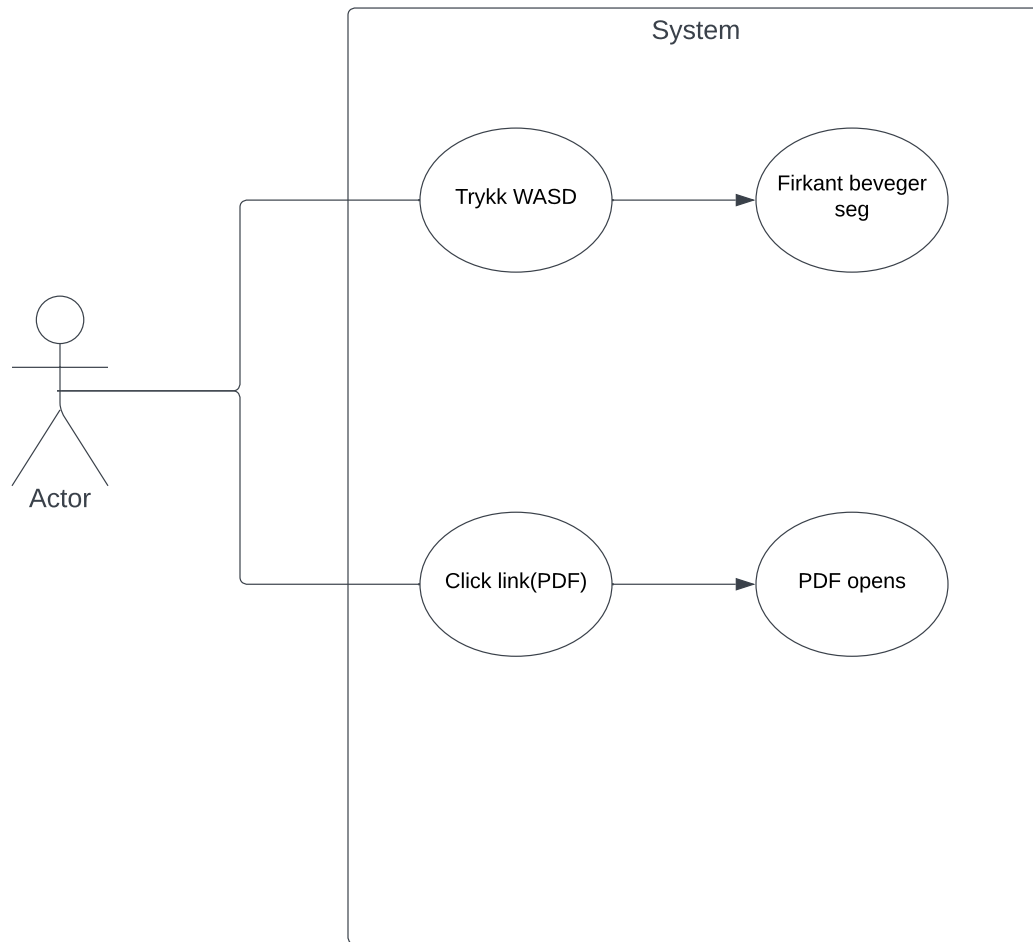 System
Trykk WASD
Firkant beveger
seg
Actor
Click link(PDF)
PDF opens